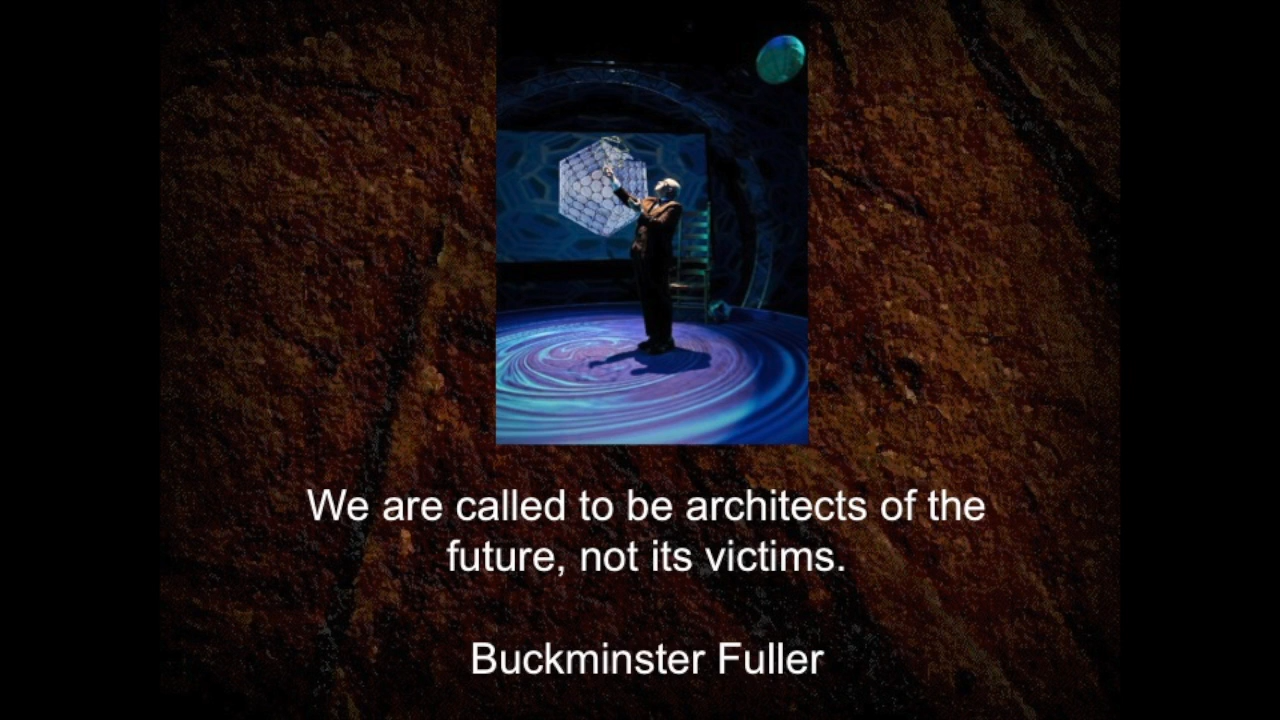 We are called to be architects of the
future, not its victims.
Buckminster Fuller